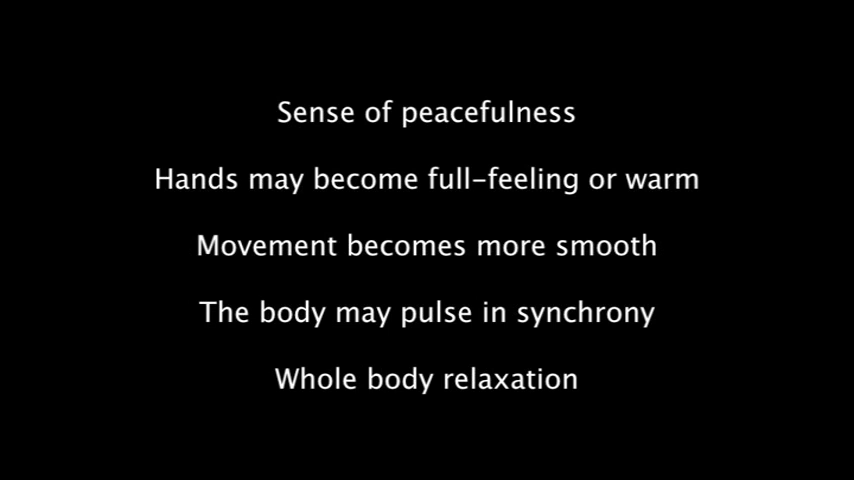 Sense of peacefulness
Hands may become full-feeling or warm
Movement becomes more smooth
The body may pulse in synchrony
Whole body relaxation